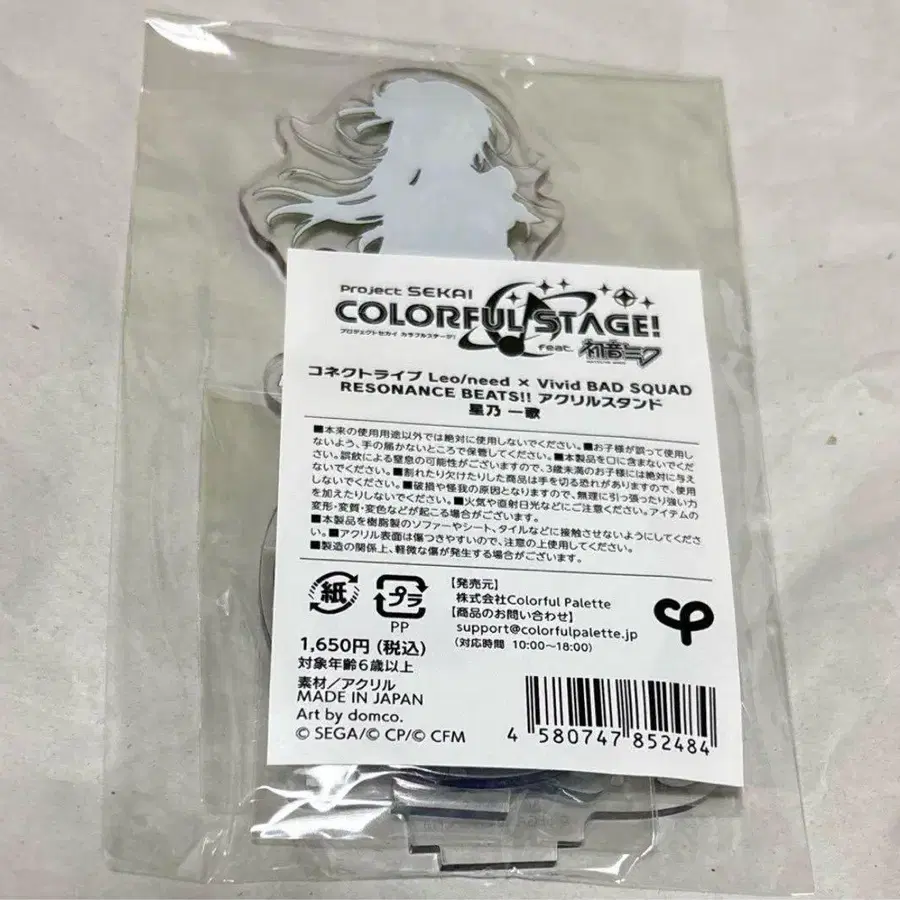 Project SEKAI
COLORFUL STAGE!
プロジェクトセカイ カラフルステージ!
feat. 初音ミク
コネクトライブ Leo/need × Vivid BAD SQUAD
RESONANCE BEATS!! アクリルスタンド
星乃 一歌
■本来の使用用途以外では絶対に使用しないでください。■お子様が誤って使用し
ないよう、手の届かないところで保管してください。■本製品を口に含まないでくだ
さい。誤飲による窒息の可能性がございますので、3歳未満のお子様には絶対に与え
ないでください。■割れたり欠けたりした商品は手を切る恐れがありますので、使用
しないでください。■破損や怪我の原因となりますので、無理に引っ張ったり強い力
を加えたりしないでください。■火気や直射日光などにご注意ください。アイテムの
変形・変質・変色などが起こる場合がございます。
■本製品を樹脂製のソファーやシート、タイルなどに接触させないようにしてくださ
い。■アクリル表面は傷つきやすいので、注意の上使用してください。
■製造の関係上、軽微な傷が発生する場合がございます。
紙
プラ
PP
【発売元】
株式会社Colorful Palette
【商品のお問い合わせ】
support@colorfulpalette.jp
(対応時間 10:00~18:00)
cp
1,650円(税込)
対象年齢6歳以上
素材/アクリル
MADE IN JAPAN
Art by domco.
© SEGA/© CP/© CFM
4 580747 852484